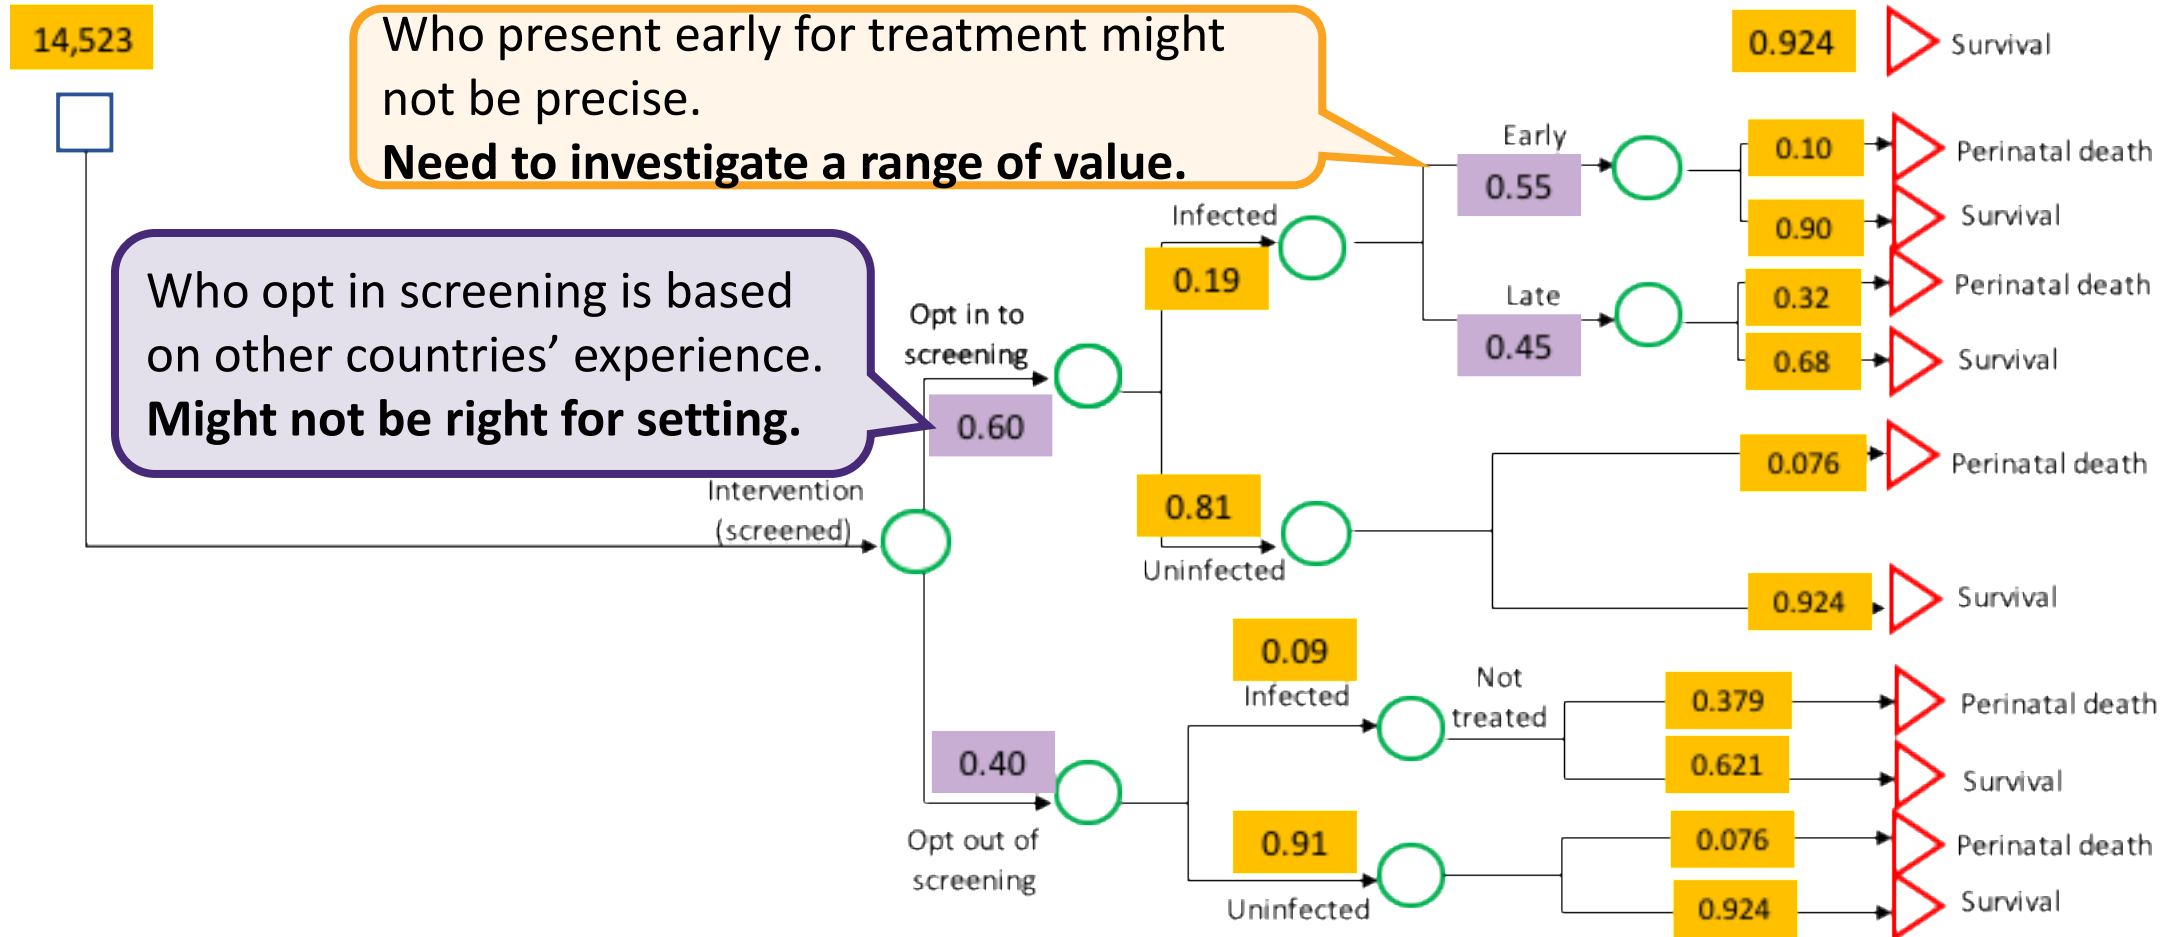 14,523
Who present early for treatment might
not be precise.
Need to investigate a range of value.
0.924
Survival
Early
0.55
0.10
Perinatal death
0.90
Survival
Infected
0.19
Late
0.45
0.32
Perinatal death
0.68
Survival
Who opt in screening is based
on other countries’ experience.
Might not be right for setting.
Opt in to
screening
0.60
0.076
Perinatal death
Intervention
(screened)
0.81
Uninfected
0.924
Survival
0.09
Infected
Not
treated
0.379
Perinatal death
0.621
Survival
0.40
Opt out of
screening
0.91
Uninfected
0.076
Perinatal death
0.924
Survival